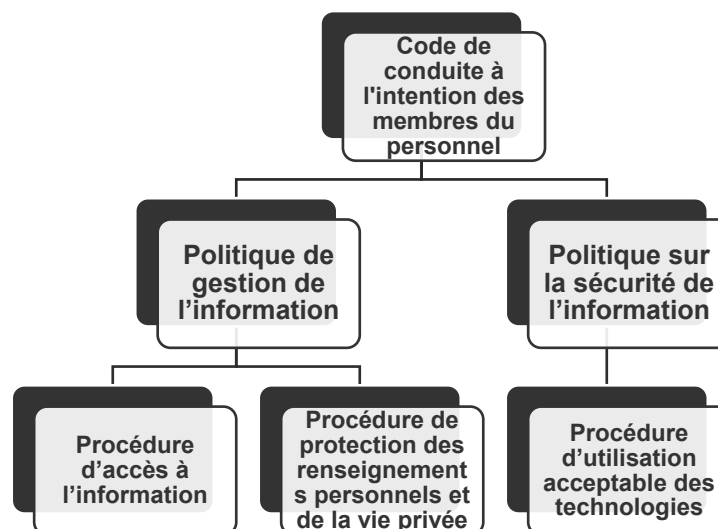 Code de
conduite à
l'intention des
membres du
personnel
Politique de
gestion de
l’information
Politique sur
la sécurité de
l’information
Procédure
d’accès à
l’information
Procédure de
protection des
renseignement
s personnels et
de la vie privée
Procédure
d’utilisation
acceptable des
technologies